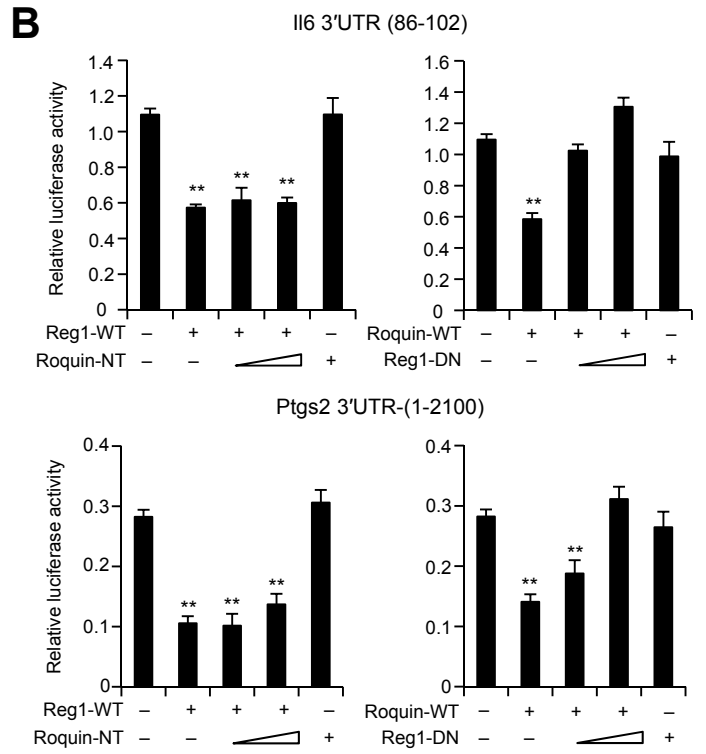 B
Il6 3′UTR (86-102)
Relative luciferase activity
1.4
1.2
1.0
0.8
0.6
0.4
0.2
0
** ** **
Reg1-WT – + + + –
Roquin-NT – – +
1.6
1.4
1.2
1.0
0.8
0.6
0.4
0.2
0
**
Roquin-WT – + + + –
Reg1-DN – – +
Ptgs2 3′UTR-(1-2100)
Relative luciferase activity
0.4
0.3
0.2
0.1
0
** ** **
Reg1-WT – + + + –
Roquin-NT – – +
0.4
0.3
0.2
0.1
0
** **
Roquin-WT – + + + –
Reg1-DN – – +